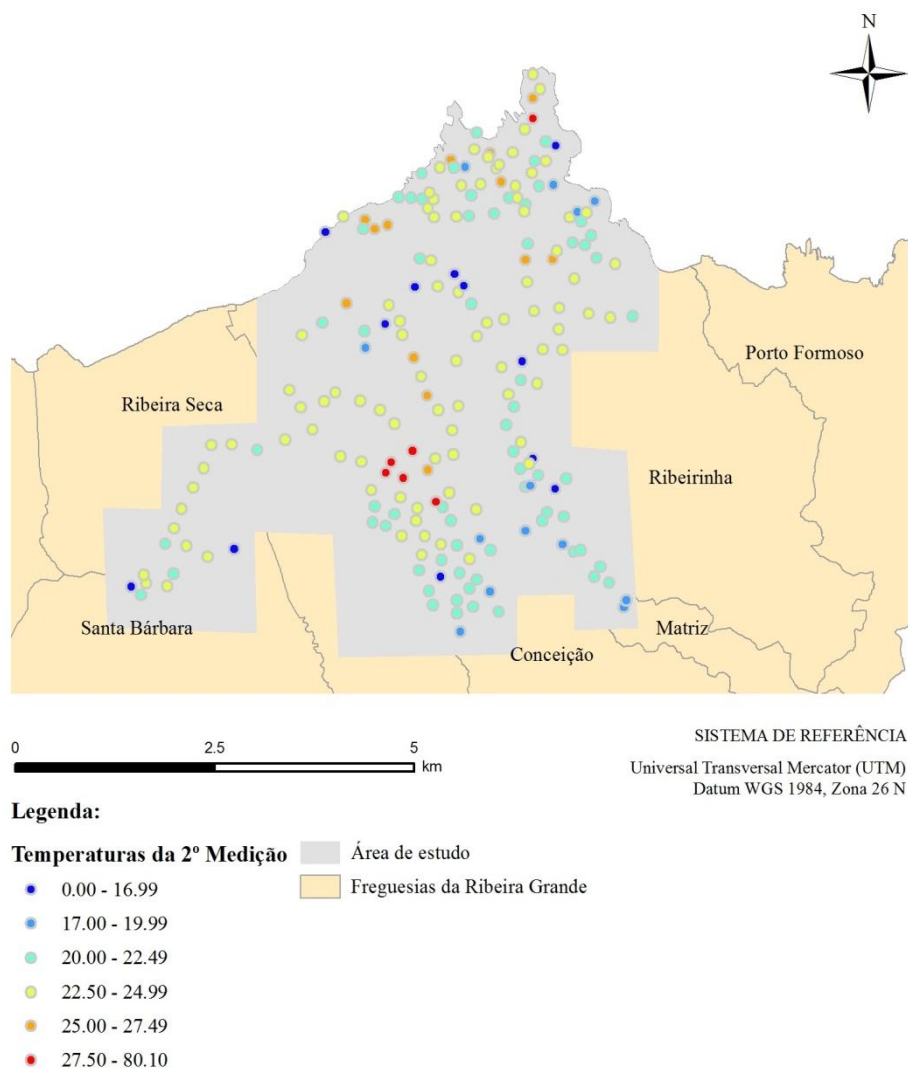 N
Porto Formoso
Ribeira Seca
Ribeirinha
Santa Bárbara
Matriz
Conceição
0 2.5 5
km
SISTEMA DE REFERÊNCIA
Universal Transversal Mercator (UTM)
Datum WGS 1984, Zona 26 N
Legenda:
Temperaturas da 2º Medição
0.00 - 16.99
17.00 - 19.99
20.00 - 22.49
22.50 - 24.99
25.00 - 27.49
27.50 - 80.10
Área de estudo
Freguesias da Ribeira Grande